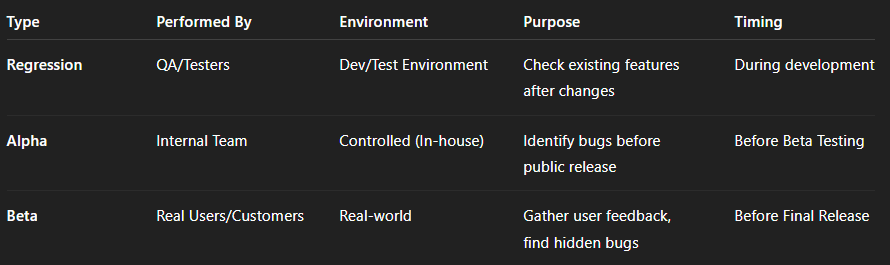 Type Performed By Environment Purpose Timing
Regression QA/Testers Dev/Test Environment Check existing features During development
after changes
Alpha Internal Team Controlled (In-house) Identify bugs before Before Beta Testing
public release
Beta Real Users/Customers Real-world Gather user feedback, Before Final Release
find hidden bugs